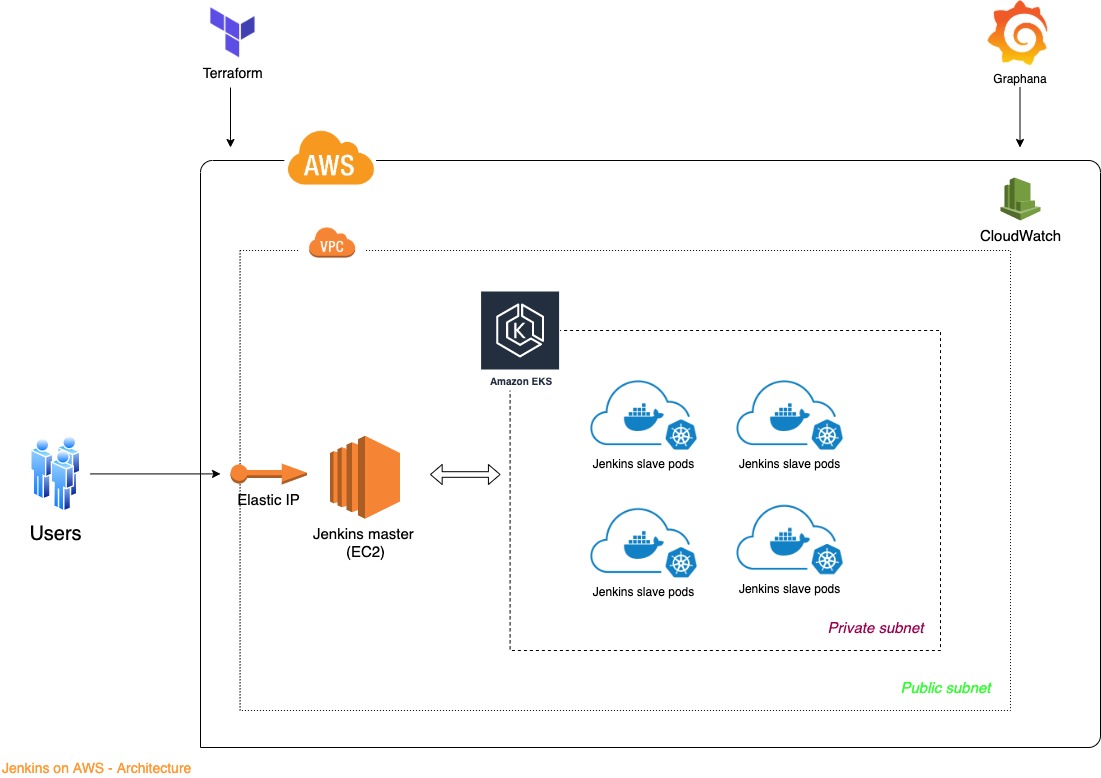 Terraform
Graphana
AWS
CloudWatch
VPC
K
Amazon EKS
Jenkins slave pods
Jenkins slave pods
Elastic IP
Users
Jenkins master
(EC2)
Jenkins slave pods
Jenkins slave pods
Private subnet
Public subnet
Jenkins on AWS - Architecture